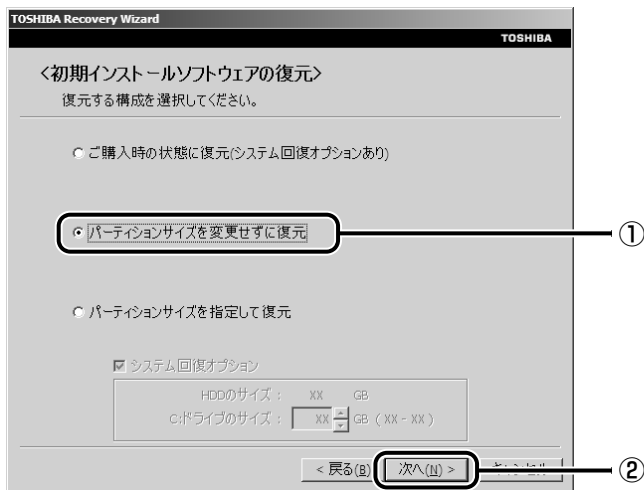 TOSHIBA Recovery Wizard
TOSHIBA
<初期インストールソフトウェアの復元>
復元する構成を選択してください。
ご購入時の状態に復元(システム回復オプションあり)
パーティションサイズを変更せずに復元
①
パーティションサイズを指定して復元
システム回復オプション
HDDのサイズ : XX GB
C:ドライブのサイズ : XX GB ( XX - XX )
< 戻る(B) 次へ(N) > キャンセル
②